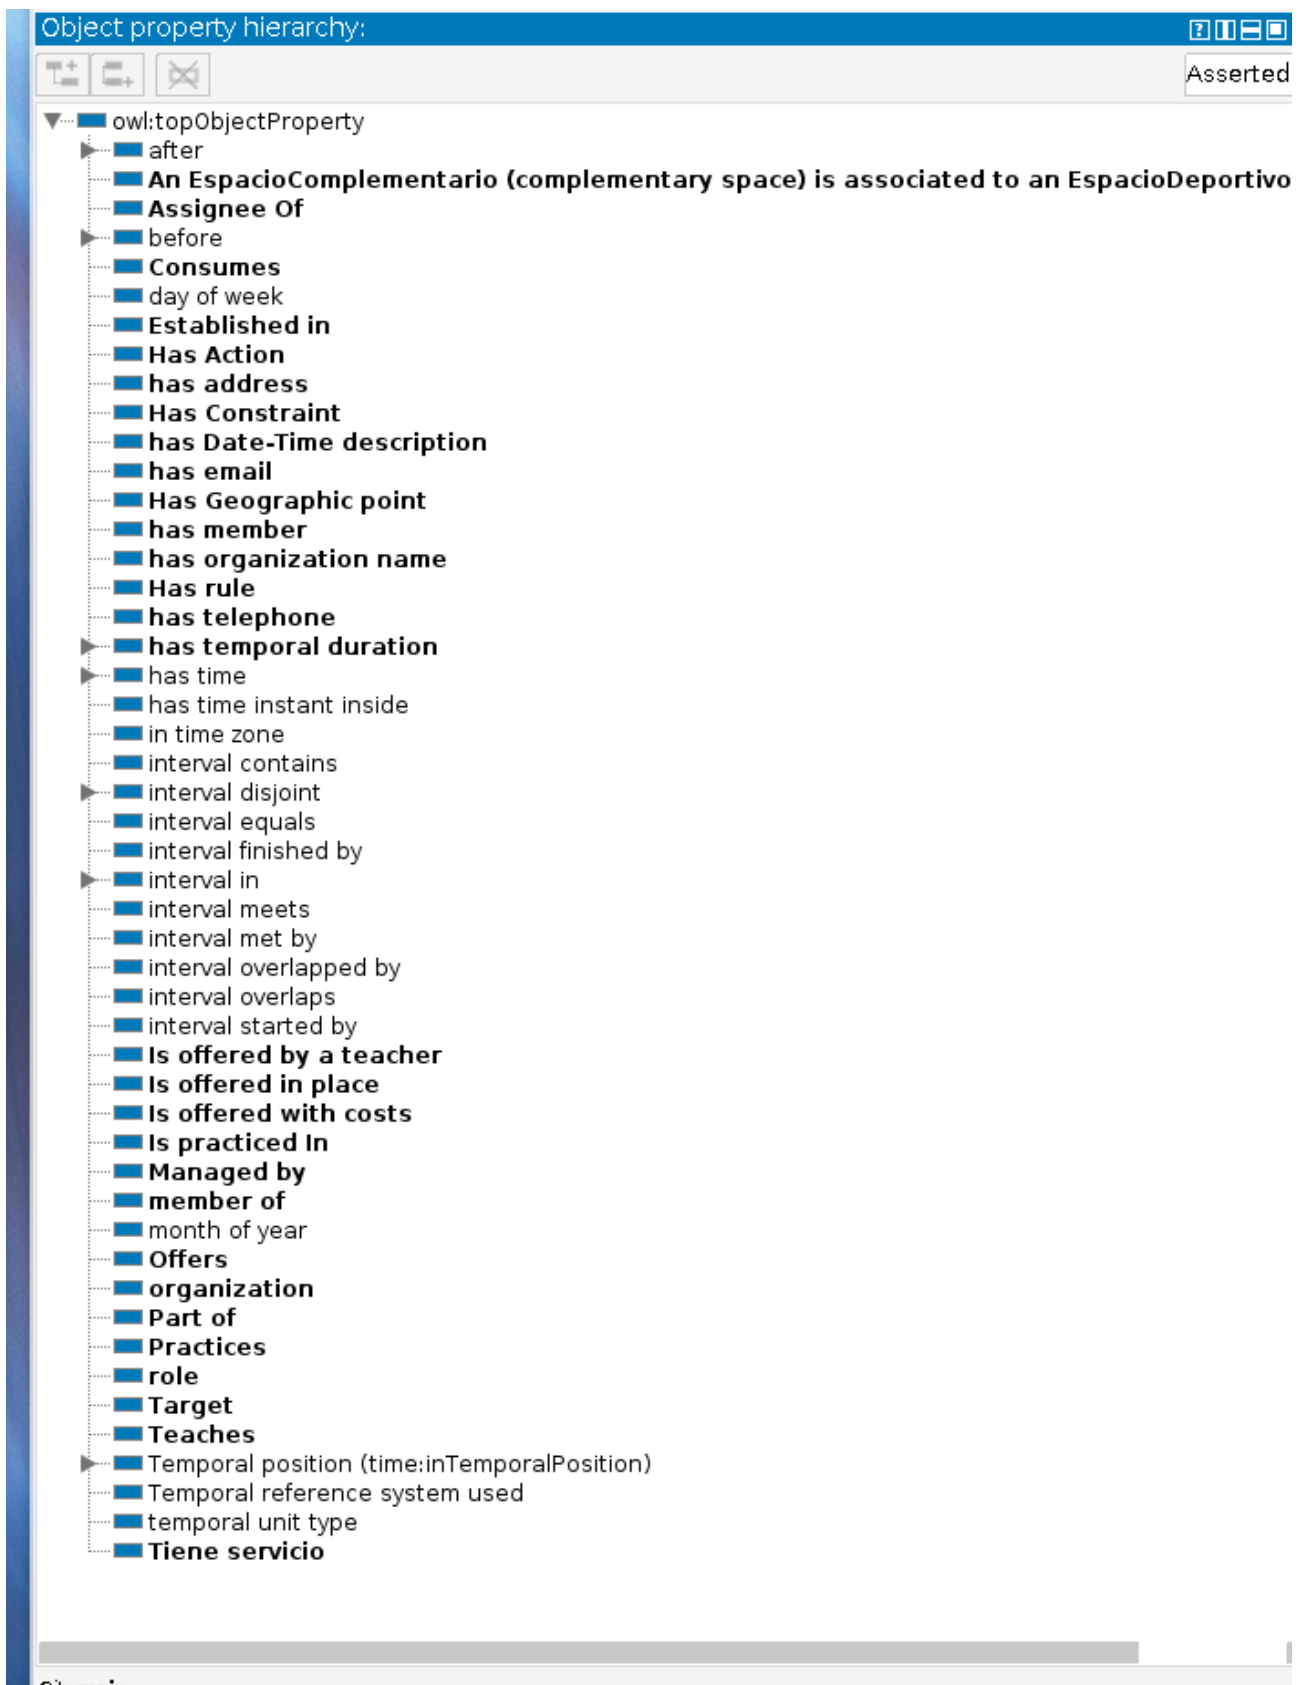 Object property hierarchy:
Asserted
owl:topObjectProperty
after
An EspacioComplementario (complementary space) is associated to an EspacioDeportivo
Assignee Of
before
Consumes
day of week
Established in
Has Action
has address
Has Constraint
has Date-Time description
has email
Has Geographic point
has member
has organization name
Has rule
has telephone
has temporal duration
has time
has time instant inside
in time zone
interval contains
interval disjoint
interval equals
interval finished by
interval in
interval meets
interval met by
interval overlapped by
interval overlaps
interval started by
Is offered by a teacher
Is offered in place
Is offered with costs
Is practiced In
Managed by
member of
month of year
Offers
organization
Part of
Practices
role
Target
Teaches
Temporal position (time:inTemporalPosition)
Temporal reference system used
temporal unit type
Tiene servicio